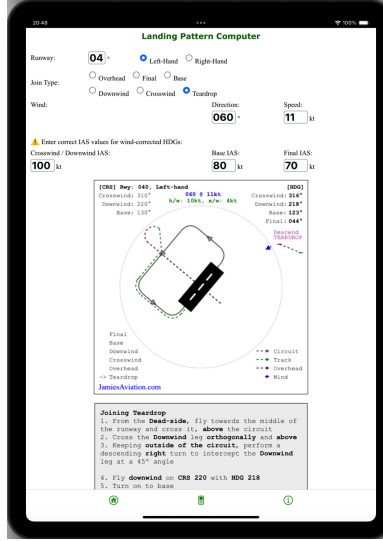 20:48
100%
Landing Pattern Computer
Runway: 04 ° Left-Hand Right-Hand
Join Type: Overhead Final Base
Downwind Crosswind Teardrop
Wind: Direction: Speed:
060 ° 11 kt
⚠ Enter correct IAS values for wind-corrected HDGs:
Crosswind / Downwind IAS: Base IAS: Final IAS:
100 kt 80 kt 70 kt
[CRS] Rwy: 040, Left-hand [HDG]
Crosswind: 310° 060 @ 11kt Crosswind: 316°
Downwind: 220° h/w: 10kt, x/w: 4kt Downwind: 218°
Base: 130° Base: 123°
Final: 044°
Descend
TEARDROP
Final
Base
Downwind Circuit
Crosswind Track
Overhead Overhead
-> Teardrop Wind
JamiesAviation.com
Joining Teardrop
1. From the Dead-side, fly towards the middle of
the runway and cross it, above the circuit
2. Cross the Downwind leg orthogonally and above
3. Keeping outside of the circuit, perform a
descending right turn to intercept the Downwind
leg at a 45° angle
4. Fly downwind on CRS 220 with HDG 218
5. Turn on to base